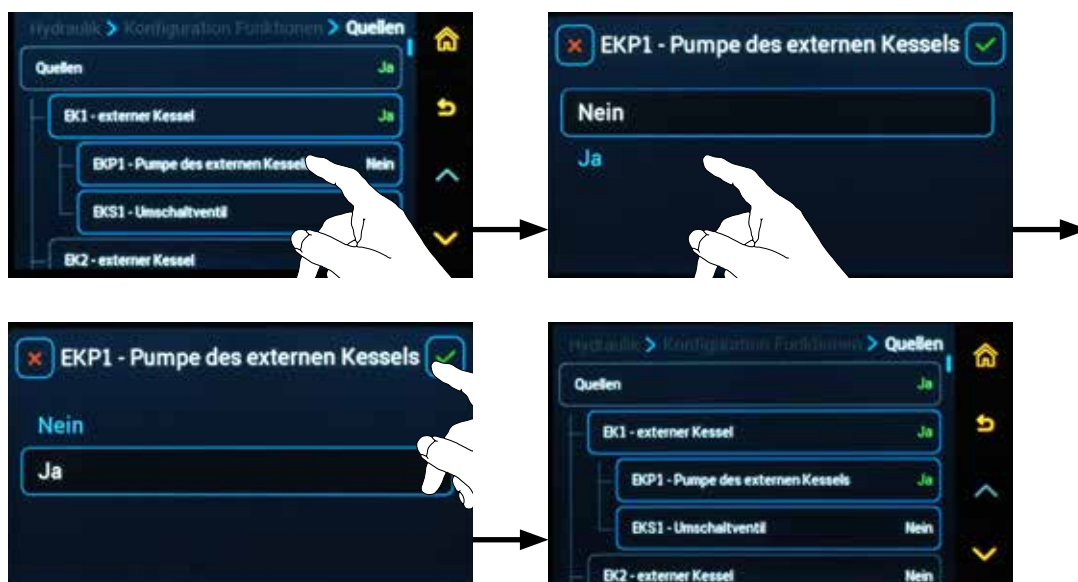 Hydraulik > Konfiguration Funktionen > Quellen
Quellen Ja
EK1 - externer Kessel Ja
EKP1 - Pumpe des externen Kessels Nein
EKS1 - Umschaltventil
EK2 - externer Kessel
EKP1 - Pumpe des externen Kessels
Nein
Ja
EKP1 - Pumpe des externen Kessels
Nein
Ja
Hydraulik > Konfiguration Funktionen > Quellen
Quellen Ja
EK1 - externer Kessel Ja
EKP1 - Pumpe des externen Kessels Ja
EKS1 - Umschaltventil Nein
EK2 - externer Kessel Nein